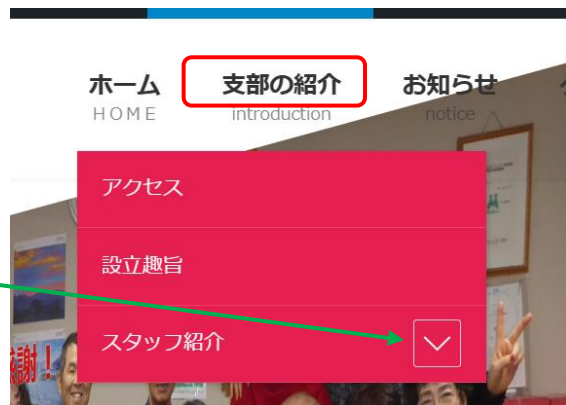 ホーム 支部の紹介 お知らせ
HOME introduction notice
アクセス
設立趣旨
スタッフ紹介
感謝！